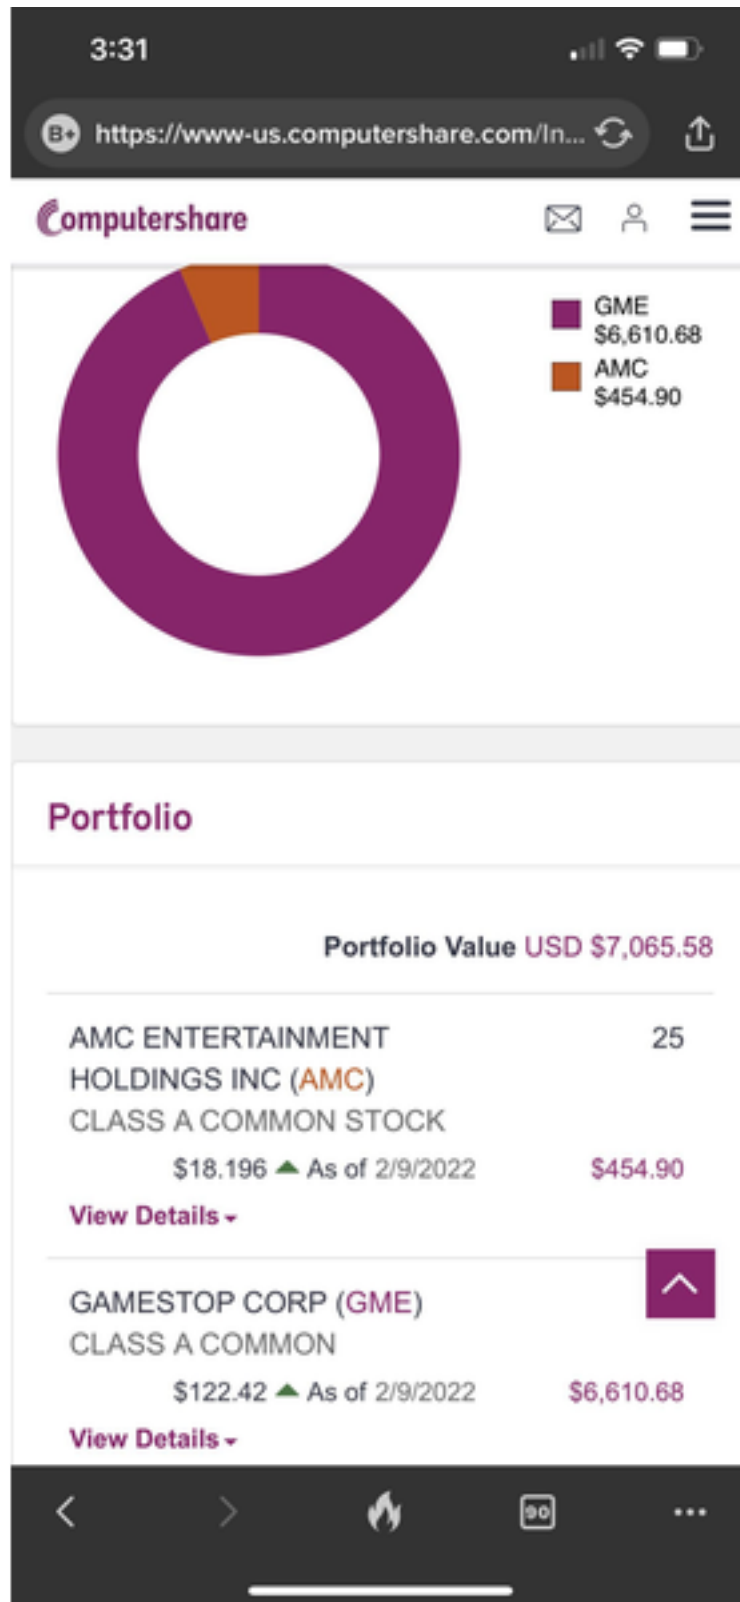 3:31
B+ https://www-us.computershare.com/In...
Computershare
GME
$6,610.68
AMC
$454.90
Portfolio
Portfolio Value USD $7,065.58
AMC ENTERTAINMENT 25
HOLDINGS INC (AMC)
CLASS A COMMON STOCK
$18.196 ▲ As of 2/9/2022 $454.90
View Details
GAMESTOP CORP (GME)
CLASS A COMMON
$122.42 ▲ As of 2/9/2022 $6,610.68
View Details
90